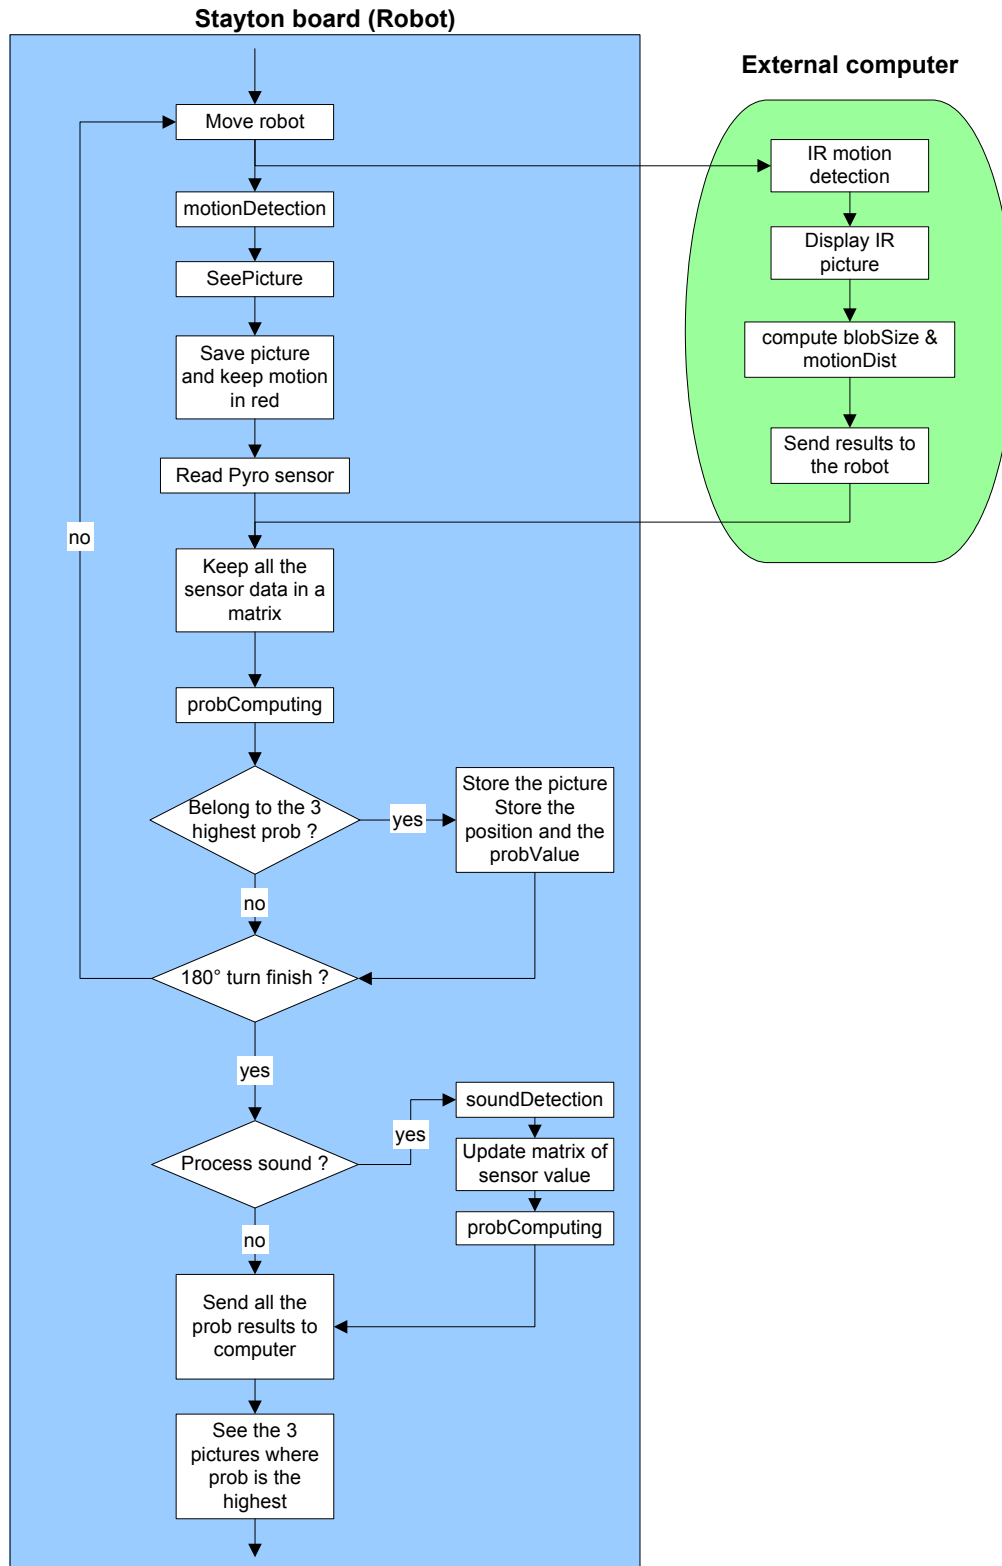 Stayton board (Robot)
External computer
Move robot
motionDetection
SeePicture
Save picture
and keep motion
in red
Read Pyro sensor
Keep all the
sensor data in a
matrix
probComputing
Belong to the 3
highest prob ?
yes
Store the picture
Store the
position and the
probValue
no
180° turn finish ?
no
yes
Process sound ?
yes
soundDetection
Update matrix of
sensor value
probComputing
no
Send all the
prob results to
computer
See the 3
pictures where
prob is the
highest
IR motion
detection
Display IR
picture
compute blobSize &
motionDist
Send results to
the robot